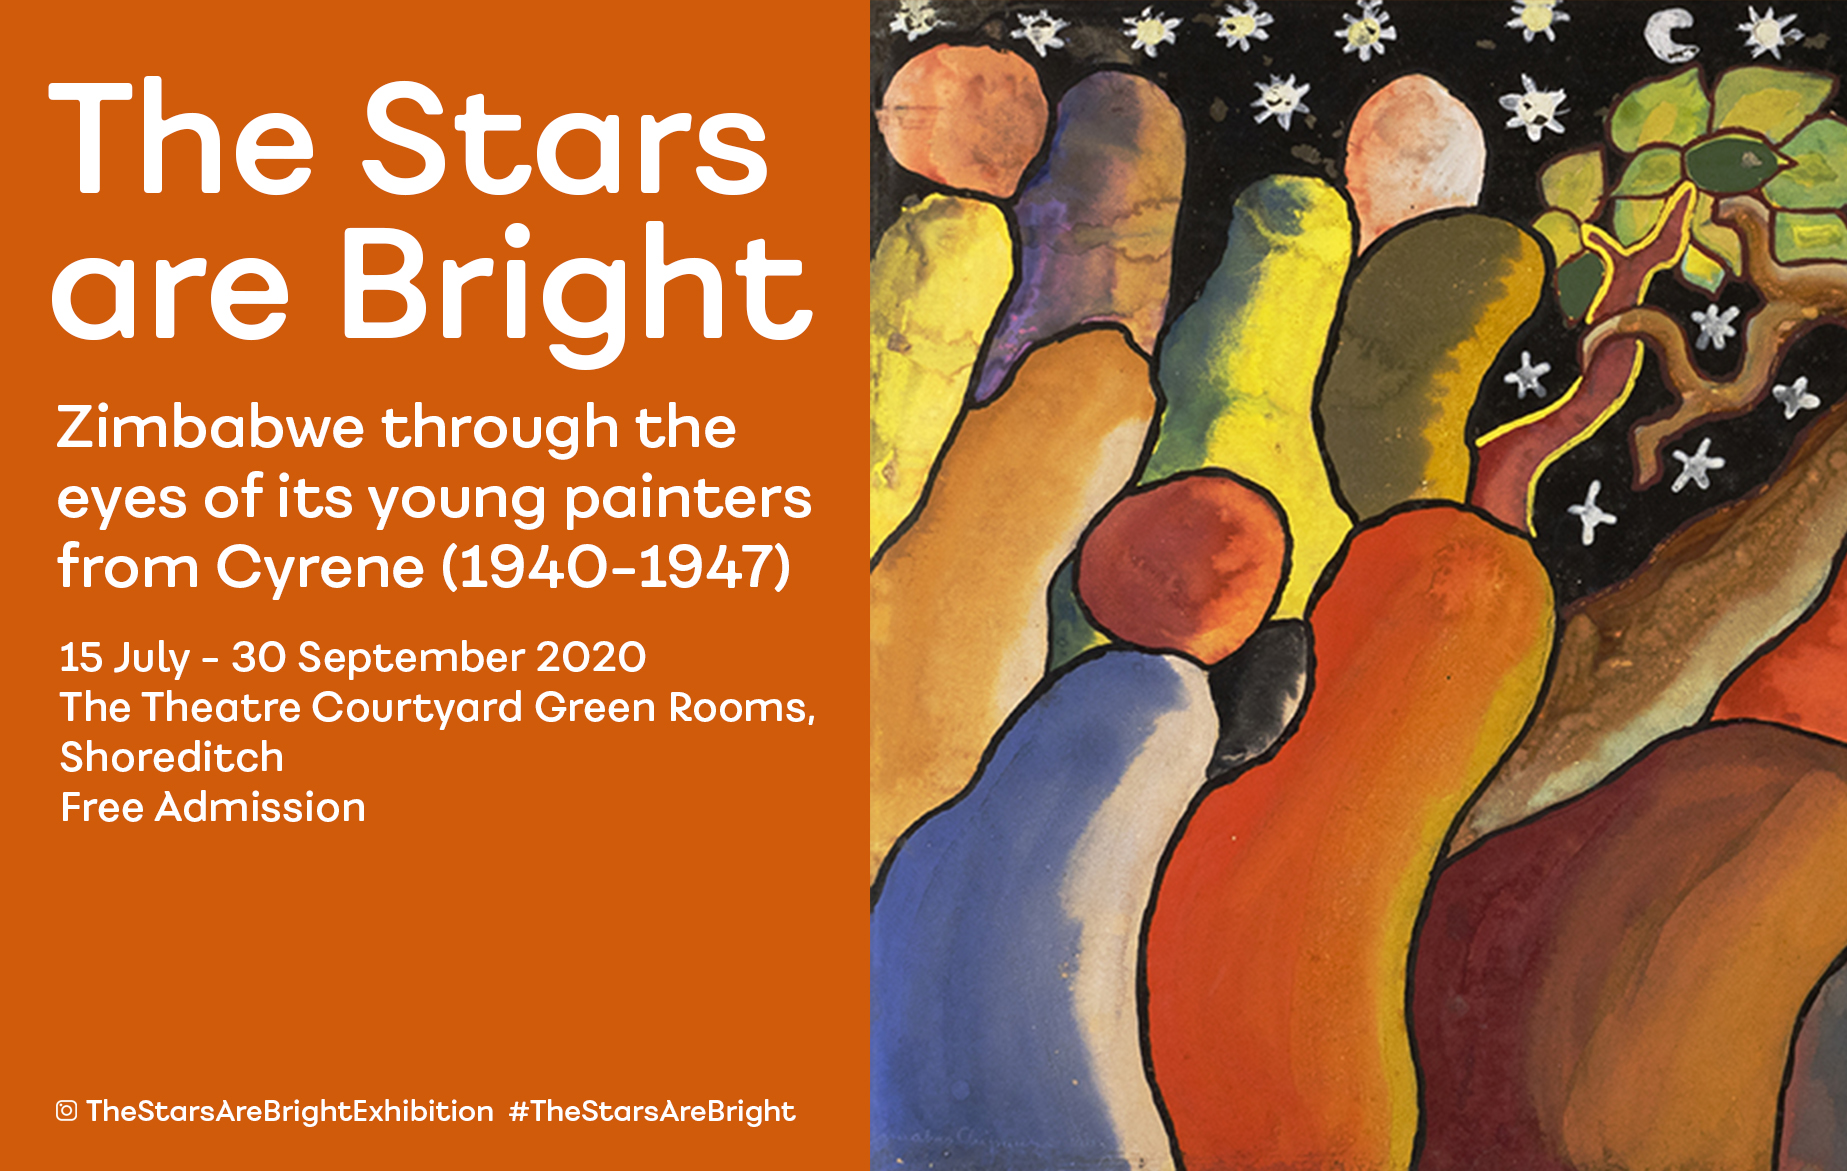 The Stars
are Bright
Zimbabwe through the
eyes of its young painters
from Cyrene (1940-1947)
15 July - 30 September 2020
The Theatre Courtyard Green Rooms,
Shoreditch
Free Admission
TheStarsAreBrightExhibition #TheStarsAreBright